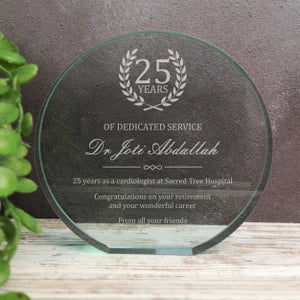 25
YEARS
OF DEDICATED SERVICE
Dr Joti Abdallah
25 years as a cardiologist at Sacred Tree Hospital
Congratulations on your retirement
and your wonderful career
From all your friends